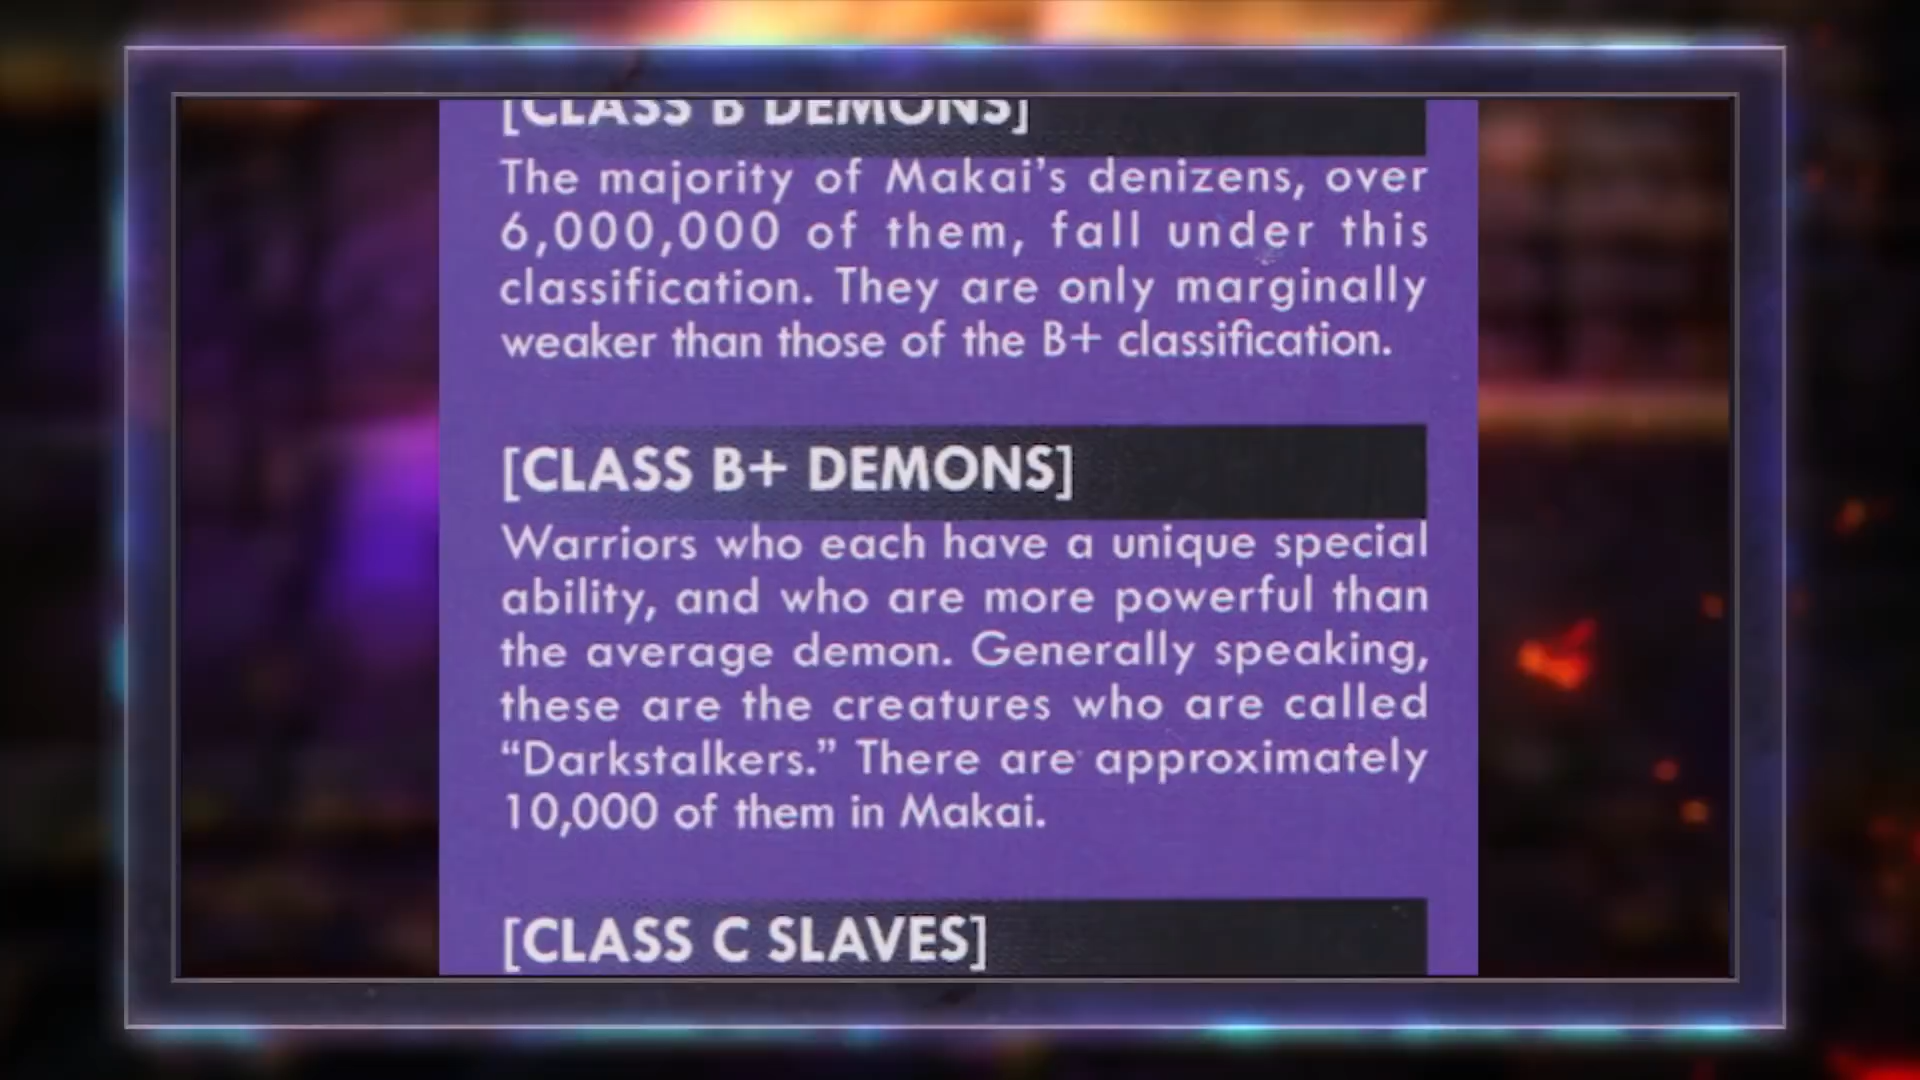 [CLASS B DEMONS]
The majority of Makai's denizens, over
6,000,000 of them, fall under this
classification. They are only marginally
weaker than those of the B+ classification.
[CLASS B+ DEMONS]
Warriors who each have a unique special
ability, and who are more powerful than
the average demon. Generally speaking,
these are the creatures who are called
“Darkstalkers.” There are approximately
10,000 of them in Makai.
[CLASS C SLAVES]